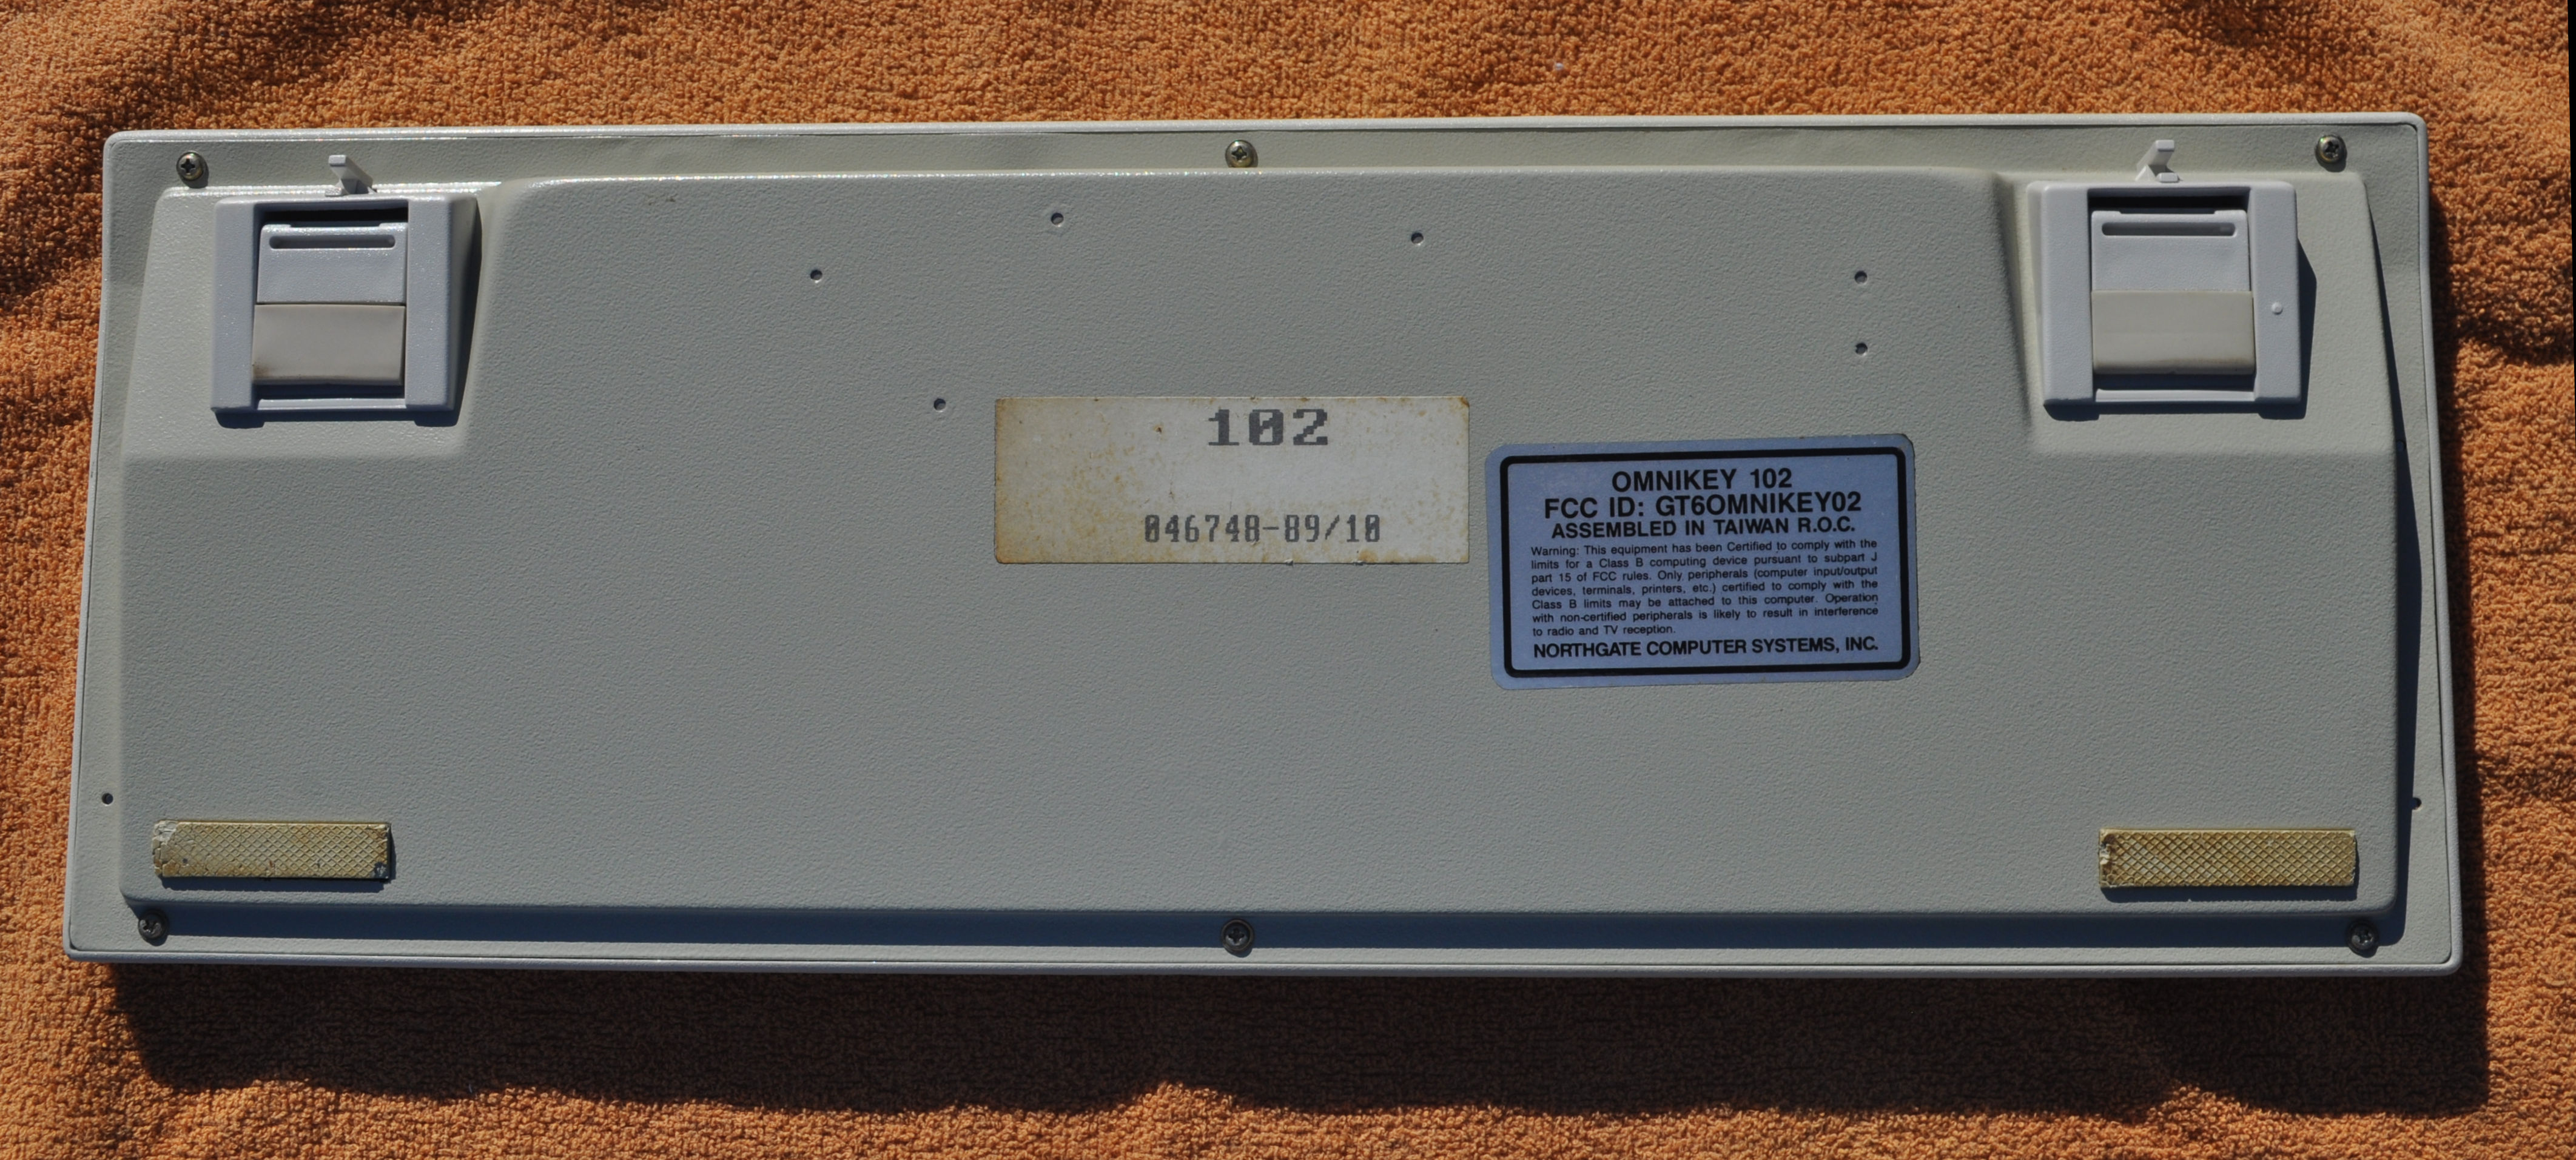 102
046748-89/10
OMNIKEY 102
FCC ID: GT6OMNIKEY02
ASSEMBLED IN TAIWAN R.O.C.
Warning: This equipment has been Certified to comply with the
limits for a Class B computing device pursuant to subpart J
part 15 of FCC rules. Only peripherals (computer input/output
devices, terminals, printers, etc.) certified to comply with the
Class B limits may be attached to this computer. Operation
with non-certified peripherals is likely to result in interference
to radio and TV reception.
NORTHGATE COMPUTER SYSTEMS, INC.